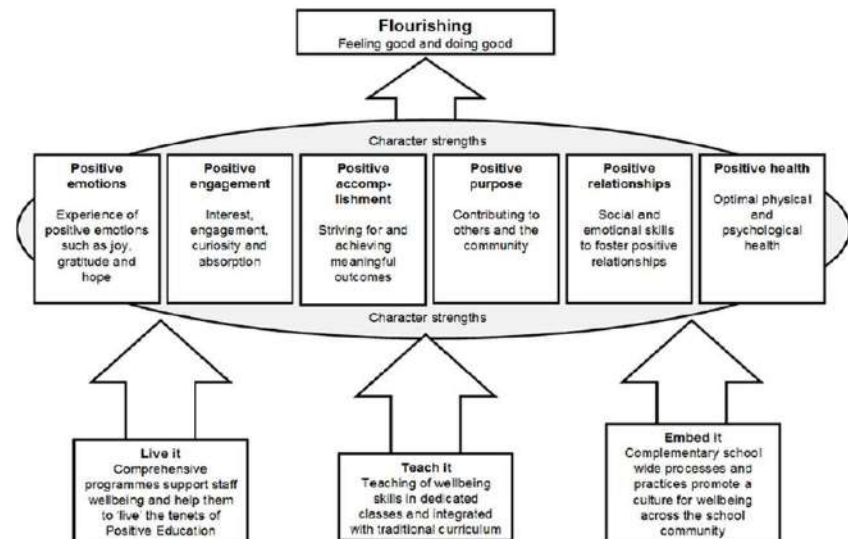 Flourishing
Feeling good and doing good
Character strengths
Positive
emotions
Experience of
positive emotions
such as joy,
gratitude and
hope
Positive
engagement
Interest,
engagement,
curiosity and
absorption
Positive
accomp-
lishment
Striving for and
achieving
meaningful
outcomes
Positive
purpose
Contributing to
others and the
community
Positive
relationships
Social and
emotional skills
to foster positive
relationships
Positive health
Optimal physical
and
psychological
health
Character strengths
Live it
Comprehensive
programmes support staff
wellbeing and help them
to 'live' the tenets of
Positive Education
Teach it
Teaching of wellbeing
skills in dedicated
classes and integrated
with traditional curriculum
Embed it
Complementary school
wide processes and
practices promote a
culture for wellbeing
across the school
community